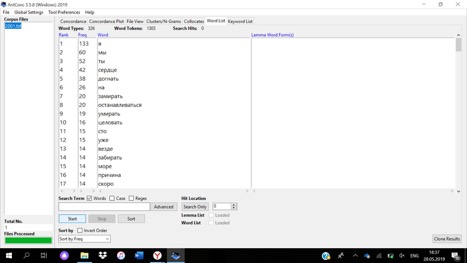 AntConc 3.5.8 (Windows) 2019
File Global Settings Tool Preferences Help
Corpus Files
2001.txt
Concordance Concordance Plot File View Clusters/N-Grams Collocates Word List Keyword List
Word Types: 326 Word Tokens: 1303 Search Hits: 0
Rank Freq Word Lemma Word Form(s)
1 133 я
2 60 мы
3 52 ты
4 42 сердце
5 38 догнать
6 26 на
7 20 замирать
8 20 останавливаться
9 19 умирать
10 16 целовать
11 15 сто
12 15 уже
13 14 везде
14 14 забирать
15 14 море
16 14 причина
17 14 скоро
Search Term Words Case Regex Hit Location
Advanced Search Only 0
Start Stop Sort Lemma List Loaded
Word List Loaded
Total No.
1
Files Processed
Sort by Invert Order
Sort by Freq
Clone Results
ENG 18:37
28.05.2019